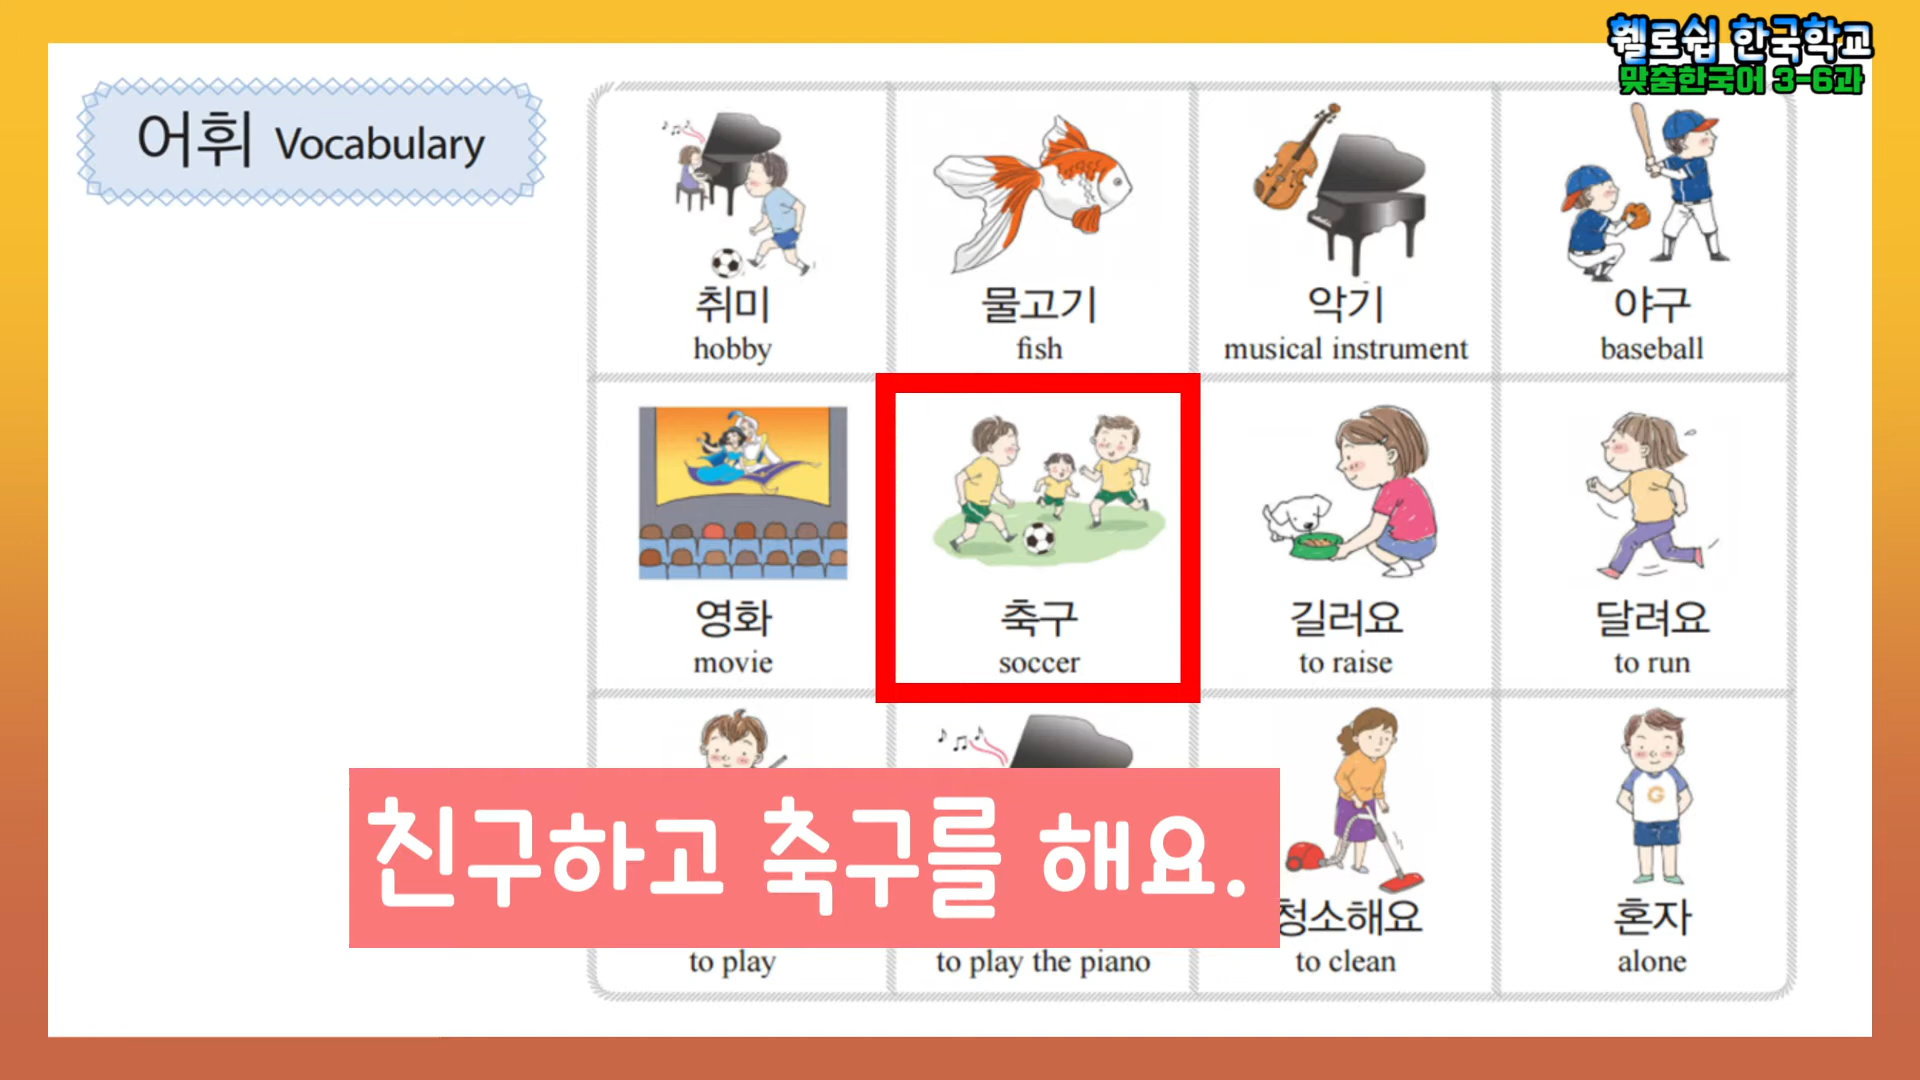 휄로쉽 한국학교
맞춤한국어 3-6과
어휘 Vocabulary
취미
hobby
물고기
fish
악기
musical instrument
야구
baseball
영화
movie
축구
soccer
길러요
to raise
달려요
to run
친구하고 축구를 해요.
to play
to play the piano
청소해요
to clean
혼자
alone
G